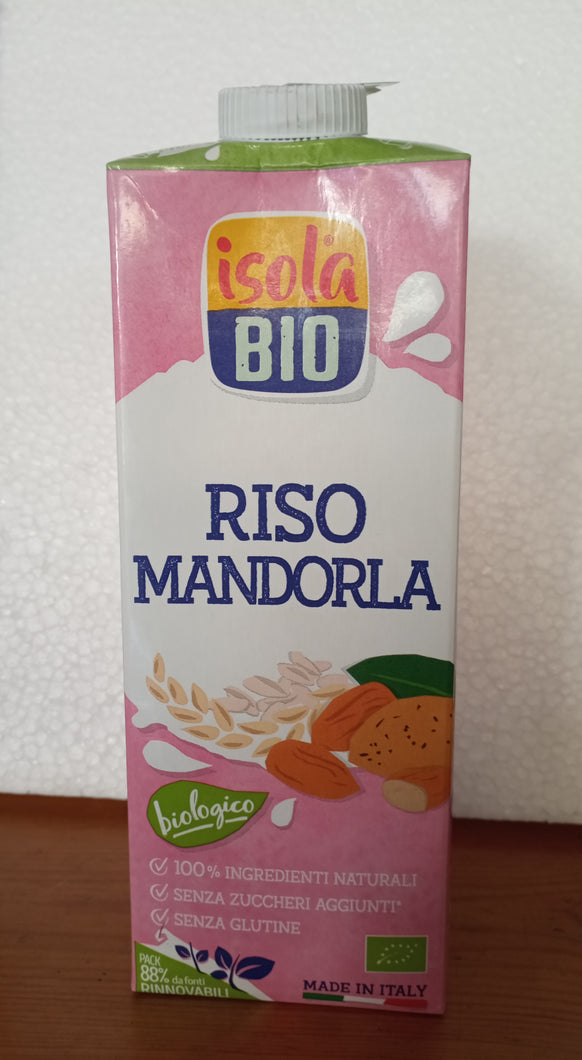 isola®
BIO
RISO
MANDORLA
biologico
100% INGREDIENTI NATURALI
SENZA ZUCCHERI AGGIUNTI*
SENZA GLUTINE
PACK
88% da fonti
RINNOVABILI
MADE IN ITALY